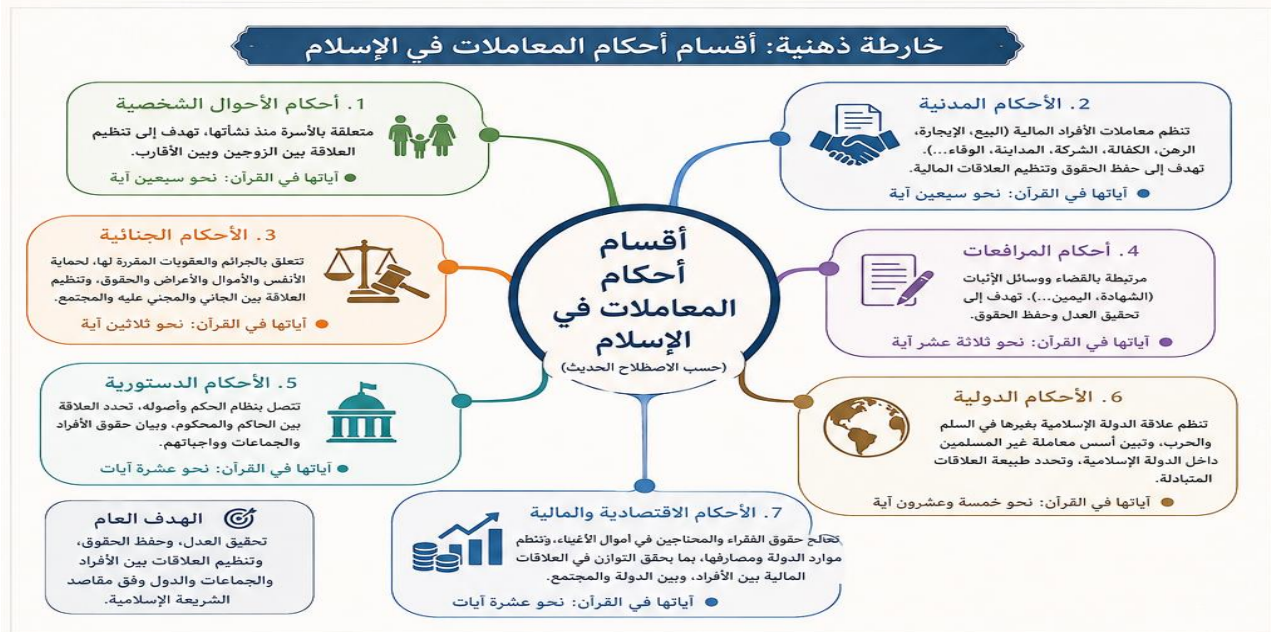 خارطة ذهنية: أقسام أحكام المعاملات في الإسلام
1. أحكام الأحوال الشخصية
متعلقة بالأسرة منذ نشأتها، تهدف إلى تنظيم
العلاقة بين الزوجين وبين الأقارب.
● آياتها في القرآن: نحو سبعين آية
2. الأحكام المدنية
تنظم معاملات الأفراد المالية (البيع، الإيجارة،
الرهن، الكفالة، الشركة، المداينة، الوفاء...).
تهدف إلى حفظ الحقوق وتنظيم العلاقات المالية.
● آياتها في القرآن: نحو سبعين آية
3. الأحكام الجنائية
تتعلق بالجرائم والعقوبات المقررة لها، لحماية
الأنفس والأموال والأعراض والحقوق، وتنظيم
العلاقة بين الجاني والمجني عليه والمجتمع.
● آياتها في القرآن: نحو ثلاثين آية
4. أحكام المرافعات
مرتبطة بالقضاء ووسائل الإثبات
(الشهادة، اليمين...). تهدف إلى
تحقيق العدل وحفظ الحقوق.
● آياتها في القرآن: نحو ثلاثة عشر آية
أقسام
أحكام
المعاملات في
الإسلام
(حسب الاصطلاح الحديث)
5. الأحكام الدستورية
تتصل بنظام الحكم وأصوله، تحدد العلاقة
بين الحاكم والمحكوم، وبيان حقوق الأفراد
والجماعات وواجباتهم.
● آياتها في القرآن: نحو عشرة آيات
6. الأحكام الدولية
تنظم علاقة الدولة الإسلامية بغيرها في السلم
والحرب، وتبين أسس معاملة غير المسلمين
داخل الدولة الإسلامية، وتحدد طبيعة العلاقات
المتبادلة.
● آياتها في القرآن: نحو خمسة وعشرون آية
7. الأحكام الاقتصادية والمالية
تعالج حقوق الفقراء والمحتاجين في أموال الأغنياء، وتنظم
موارد الدولة ومصارفها، بما يحقق التوازن في العلاقات
المالية بين الأفراد، وبين الدولة والمجتمع.
● آياتها في القرآن: نحو عشرة آيات
الهدف العام
تحقيق العدل، وحفظ الحقوق،
وتنظيم العلاقات بين الأفراد
والجماعات والدول وفق مقاصد
الشريعة الإسلامية.